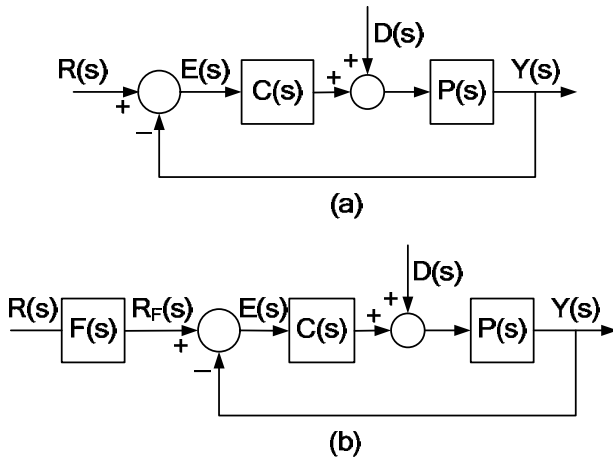 D(s)
R(s) E(s) + + Y(s)
C(s) P(s)
+
−
(a)
D(s)
R(s) R_F(s) E(s) + + Y(s)
F(s) C(s) P(s)
+
−
(b)